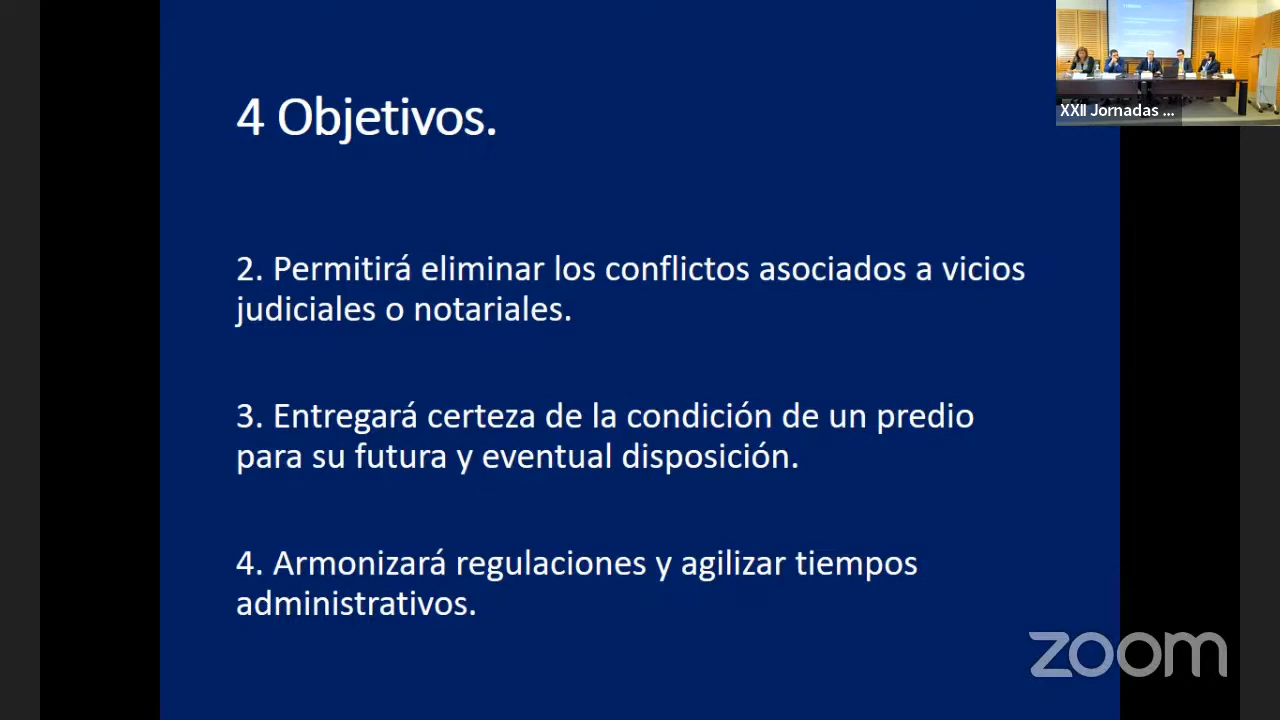 XXII Jornadas ...
4 Objetivos.
2. Permitirá eliminar los conflictos asociados a vicios
judiciales o notariales.
3. Entregará certeza de la condición de un predio
para su futura y eventual disposición.
4. Armonizará regulaciones y agilizar tiempos
administrativos.
zoom